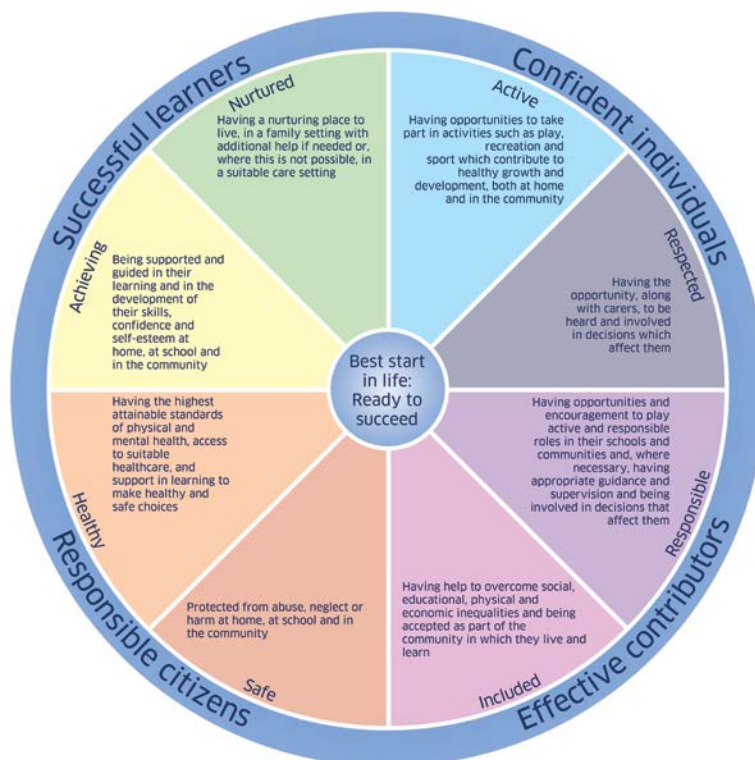 Successful learners
Confident individuals
Nurtured
Having a nurturing place to
live, in a family setting with
additional help if needed or,
where this is not possible, in
a suitable care setting
Active
Having opportunities to take
part in activities such as play,
recreation and
sport which contribute to
healthy growth and
development, both at home
and in the community
Achieving
Being supported and
guided in their
learning and in the
development of
their skills,
confidence and
self-esteem at
home, at school and
in the community
Respected
Having the
opportunity, along
with carers, to be
heard and involved
in decisions which
affect them
Best start
in life:
Ready to
succeed
Healthy
Having the highest
attainable standards
of physical and
mental health, access
to suitable
healthcare, and
support in learning to
make healthy and
safe choices
Responsible
Having opportunities and
encouragement to play
active and responsible
roles in their schools and
communities and, where
necessary, having
appropriate guidance and
supervision and being
involved in decisions that
affect them
Protected from abuse, neglect or
harm at home, at school and in
the community
Safe
Having help to overcome social,
educational, physical and
economic inequalities and being
accepted as part of the
community in which they live and
learn
Included
Responsible citizens
Effective contributors